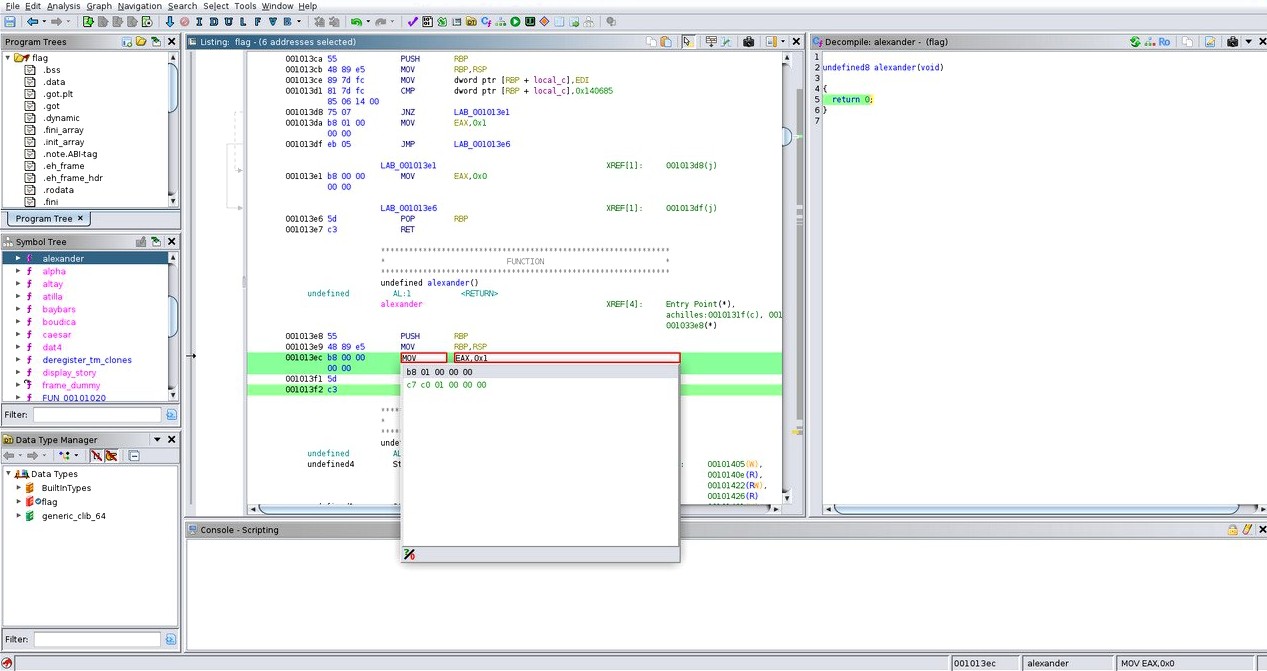 File Edit Analysis Graph Navigation Search Select Tools Window Help
I D U L F V B
Program Trees
flag
.bss
.data
.got.plt
.got
.dynamic
.fini_array
.init_array
.note.ABI-tag
.eh_frame
.eh_frame_hdr
.rodata
.fini
Program Tree ×
Symbol Tree
alexander
alpha
altay
atilla
baybars
boudica
caesar
dat4
deregister_tm_clones
display_story
frame_dummy
FUN_00101020
Filter:
Data Type Manager
Data Types
BuiltInTypes
flag
generic_clib_64
Filter:
Listing: flag - (6 addresses selected)
001013ca 55 PUSH RBP
001013cb 48 89 e5 MOV RBP,RSP
001013ce 89 7d fc MOV dword ptr [RBP + local_c],EDI
001013d1 81 7d fc CMP dword ptr [RBP + local_c],0x140685
85 06 14 00
001013d8 75 07 JNZ LAB_001013e1
001013da b8 01 00 MOV EAX,0x1
00 00
001013df eb 05 JMP LAB_001013e6
LAB_001013e1 XREF[1]: 001013d8(j)
001013e1 b8 00 00 MOV EAX,0x0
00 00
LAB_001013e6 XREF[1]: 001013df(j)
001013e6 5d POP RBP
001013e7 c3 RET
* FUNCTION *
undefined alexander()
undefined AL:1 <RETURN>
alexander XREF[4]: Entry Point(*),
achilles:0010131f(c), 001
001033e8(*)
001013e8 55 PUSH RBP
001013e9 48 89 e5 MOV RBP,RSP
001013ec b8 00 00 MOV EAX,0x1
00 00
b8 01 00 00 00
001013f1 5d
c7 c0 01 00 00 00
001013f2 c3
unde
undefined AL
undefined4 St : 00101405(W),
0010140e(R),
00101422(RW),
00101426(R)
Decompile: alexander - (flag)
1
2 undefined8 alexander(void)
3
4 {
5 return 0;
6 }
7
Console - Scripting
001013ec alexander MOV EAX,0x0